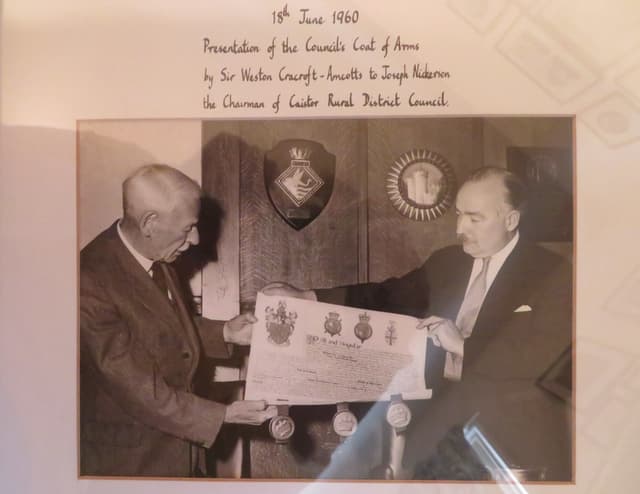 18th June 1960
Presentation of the Council's Coat of Arms
by Sir Weston Cracroft-Amcotts to Joseph Nickerson
the Chairman of Caistor Rural District Council.